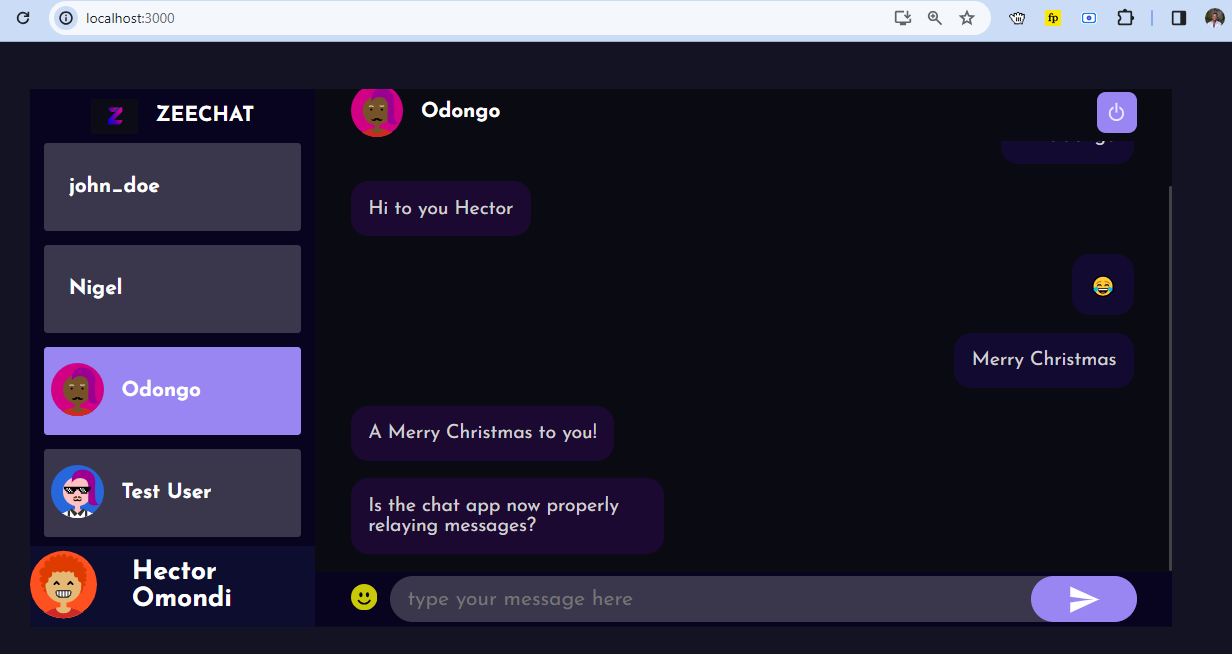 localhost:3000
fp
Z
ZEECHAT
john_doe
Nigel
Odongo
Test User
Hector
Omondi
Odongo
Hi to you Hector
Merry Christmas
A Merry Christmas to you!
Is the chat app now properly
relaying messages?
type your message here